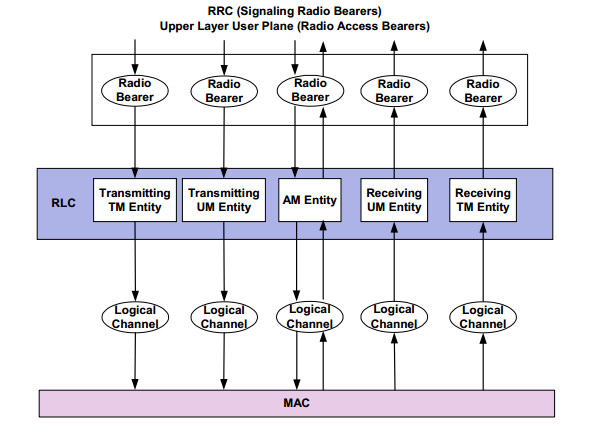 RRC (Signaling Radio Bearers)
Upper Layer User Plane (Radio Access Bearers)
Radio
Bearer
Radio
Bearer
Radio
Bearer
Radio
Bearer
Radio
Bearer
RLC
Transmitting
TM Entity
Transmitting
UM Entity
AM Entity
Receiving
UM Entity
Receiving
TM Entity
Logical
Channel
Logical
Channel
Logical
Channel
Logical
Channel
Logical
Channel
MAC